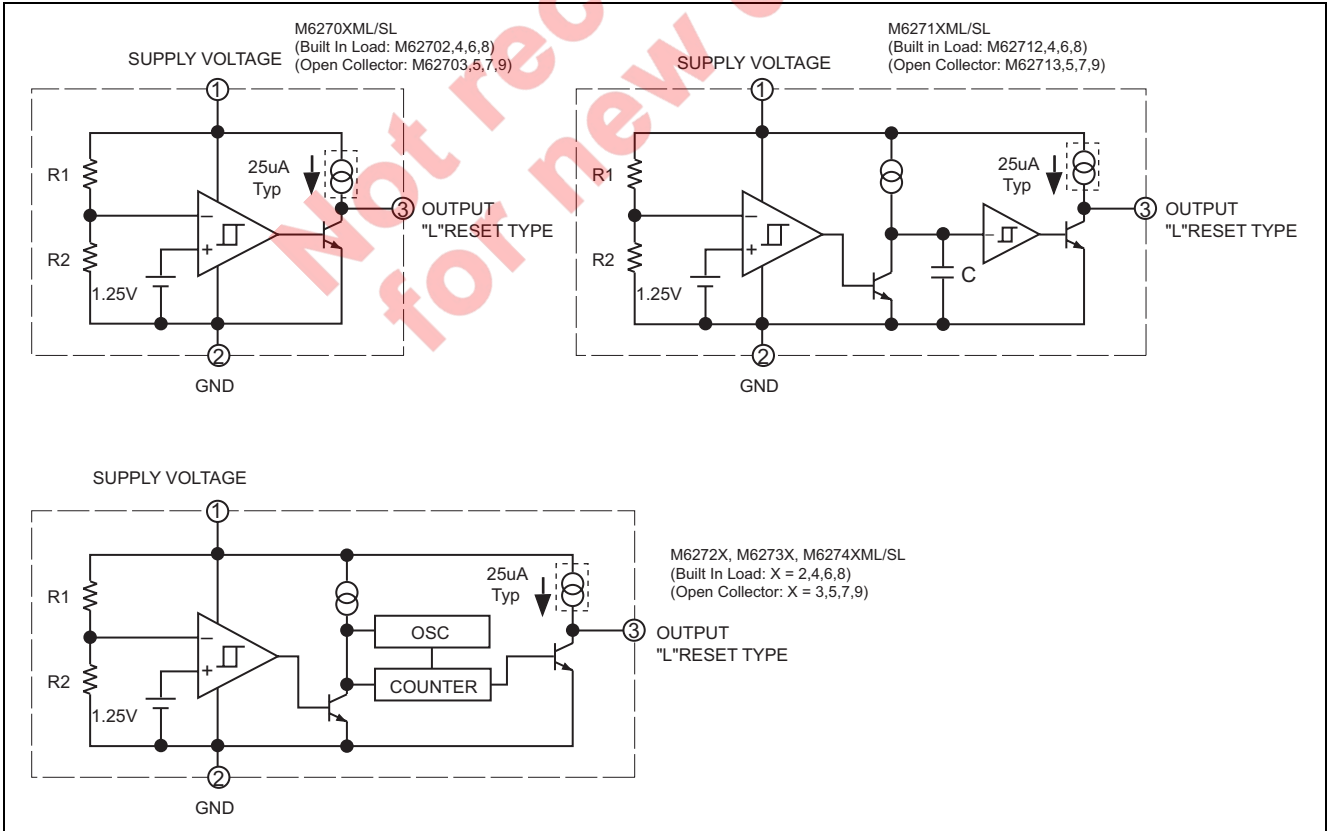 M6270XML/SL
(Built In Load: M62702,4,6,8)
(Open Collector: M62703,5,7,9)
SUPPLY VOLTAGE
1
R1
25uA
Typ
−
3
OUTPUT
"L"RESET TYPE
R2
+
1.25V
2
GND
M6271XML/SL
(Built in Load: M62712,4,6,8)
(Open Collector: M62713,5,7,9)
SUPPLY VOLTAGE
1
R1
25uA
Typ
−
−
3
OUTPUT
"L"RESET TYPE
R2
+
C
1.25V
2
GND
SUPPLY VOLTAGE
1
M6272X, M6273X, M6274XML/SL
(Built In Load: X = 2,4,6,8)
(Open Collector: X = 3,5,7,9)
R1
25uA
Typ
−
OSC
3
OUTPUT
"L"RESET TYPE
R2
+
COUNTER
1.25V
2
GND
Not rec
for new